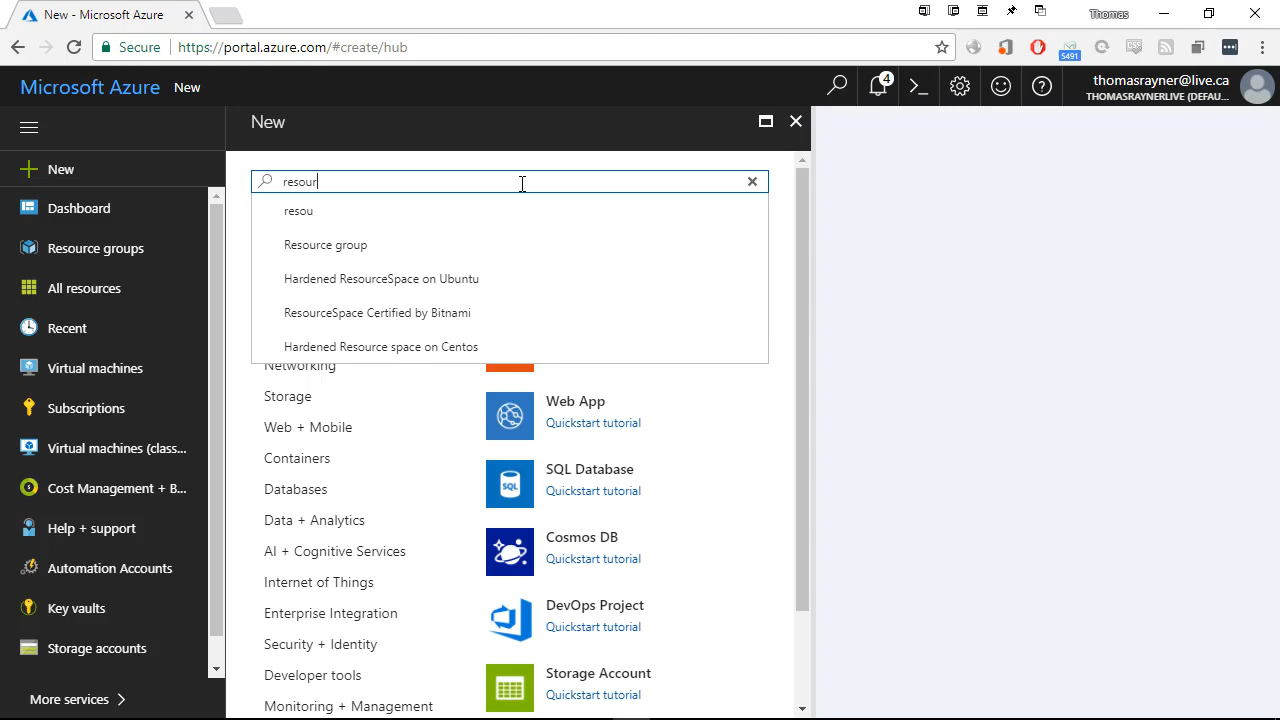 New - Microsoft Azure
Thomas
Secure
https://portal.azure.com/#create/hub
5491
Microsoft Azure
New
4
thomasrayner@live.ca
THOMASRAYNERLIVE (DEFAU...
New
Dashboard
Resource groups
All resources
Recent
Virtual machines
Subscriptions
Virtual machines (class...
Cost Management + B...
Help + support
Automation Accounts
Key vaults
Storage accounts
More services
New
resour
resou
Resource group
Hardened ResourceSpace on Ubuntu
ResourceSpace Certified by Bitnami
Hardened Resource space on Centos
Networking
Storage
Web + Mobile
Containers
Databases
Data + Analytics
AI + Cognitive Services
Internet of Things
Enterprise Integration
Security + Identity
Developer tools
Monitoring + Management
Web App
Quickstart tutorial
SQL
SQL Database
Quickstart tutorial
Cosmos DB
Quickstart tutorial
DevOps Project
Quickstart tutorial
Storage Account
Quickstart tutorial